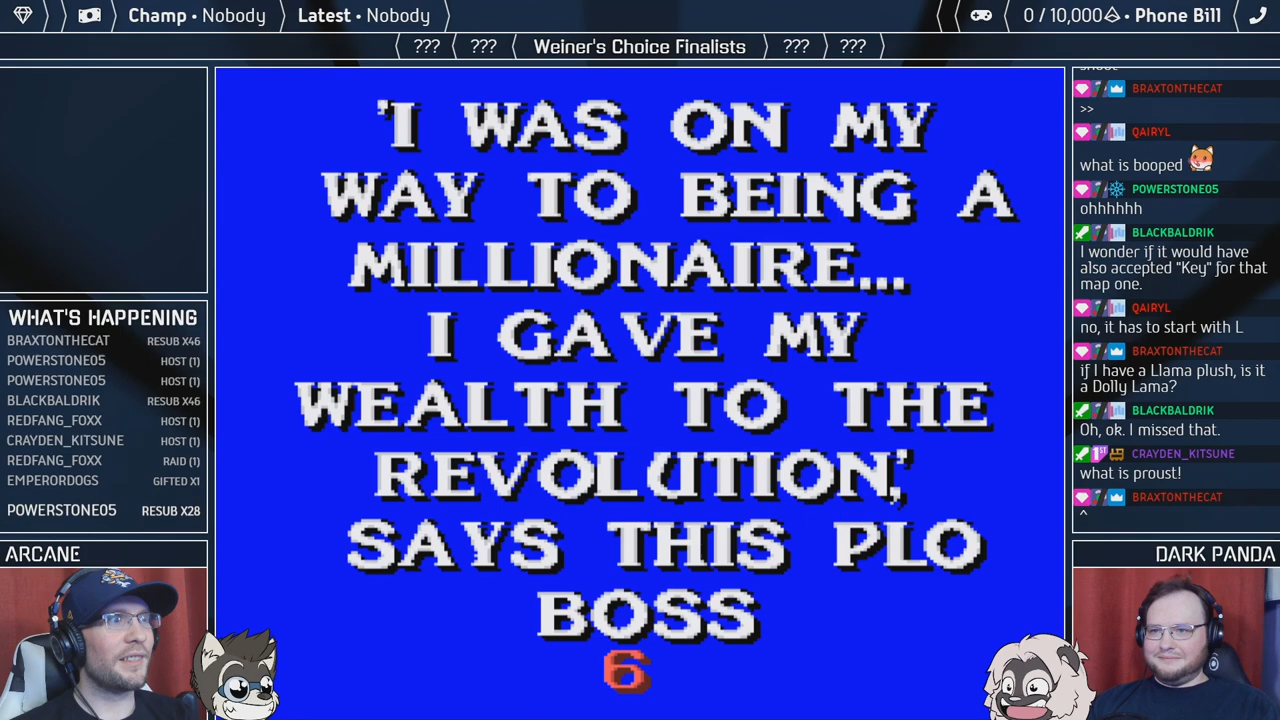 Champ • Nobody
Latest • Nobody
0 / 10,000 • Phone Bill
???
???
Weiner's Choice Finalists
???
???
'I WAS ON MY
WAY TO BEING A
MILLIONAIRE...
I GAVE MY
WEALTH TO THE
REVOLUTION,'
SAYS THIS PLO
BOSS
6
WHAT'S HAPPENING
BRAXTONTHECAT RESUB X46
POWERSTONE05 HOST (1)
POWERSTONE05 HOST (1)
BLACKBALDRIK RESUB X46
REDFANG_FOXX HOST (1)
CRAYDEN_KITSUNE HOST (1)
REDFANG_FOXX RAID (1)
EMPERORDOGS GIFTED X1
POWERSTONE05 RESUB X28
ARCANE
BRAXTONTHECAT
>>
QAIRYL
what is booped
POWERSTONE05
ohhhhhh
BLACKBALDRIK
I wonder if it would have
also accepted "Key" for that
map one.
QAIRYL
no, it has to start with L
BRAXTONTHECAT
if I have a Llama plush, is it
a Dolly Lama?
BLACKBALDRIK
Oh, ok. I missed that.
CRAYDEN_KITSUNE
what is proust!
BRAXTONTHECAT
^
DARK PANDA